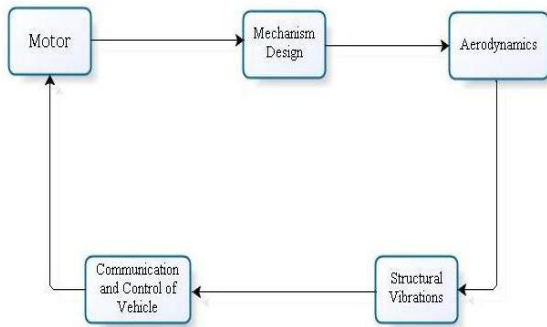 Motor
Mechanism
Design
Aerodynamics
Communication
and Control of
Vehicle
Structural
Vibrations